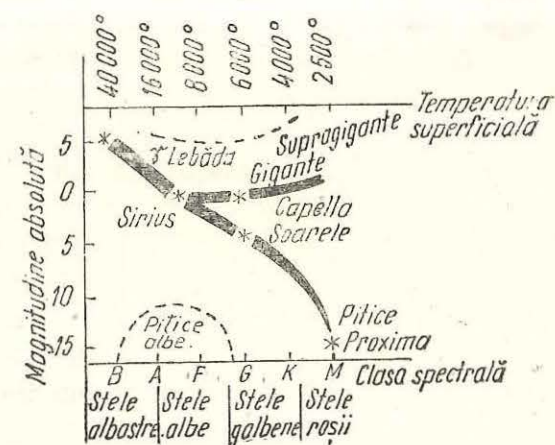 40 000°
16 000°
8 000°
6 000°
4 000°
2 500°
Temperatura
superficială
Magnitudine absolută
5
0
5
10
15
γ Lebăda
Supragigante
Gigante
Sirius
Capella
Soarele
Pitice
albe.
Pitice
Proxima
B A F G K M Clasa spectrală
Stele albastre
Stele albe
Stele galbene
Stele roșii